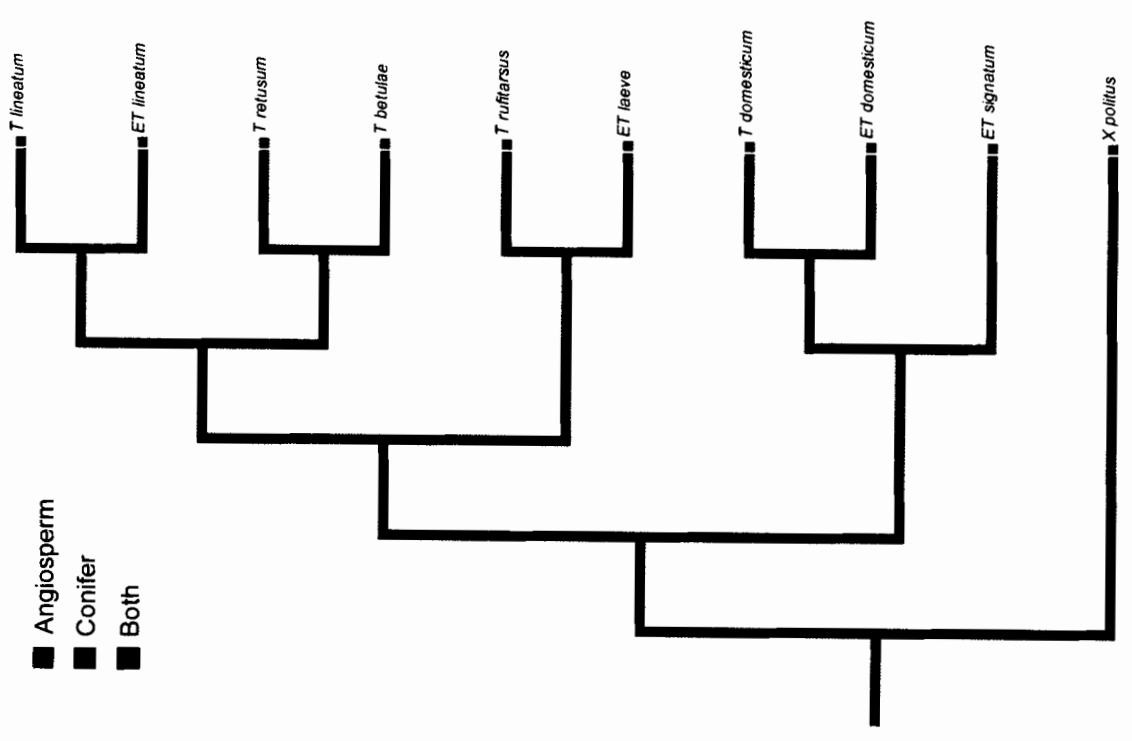 T lineatum
ET lineatum
T retusum
T betulae
T rufitarsus
ET laeve
T domesticum
ET domesticum
ET signatum
X politus
Angiosperm
Conifer
Both